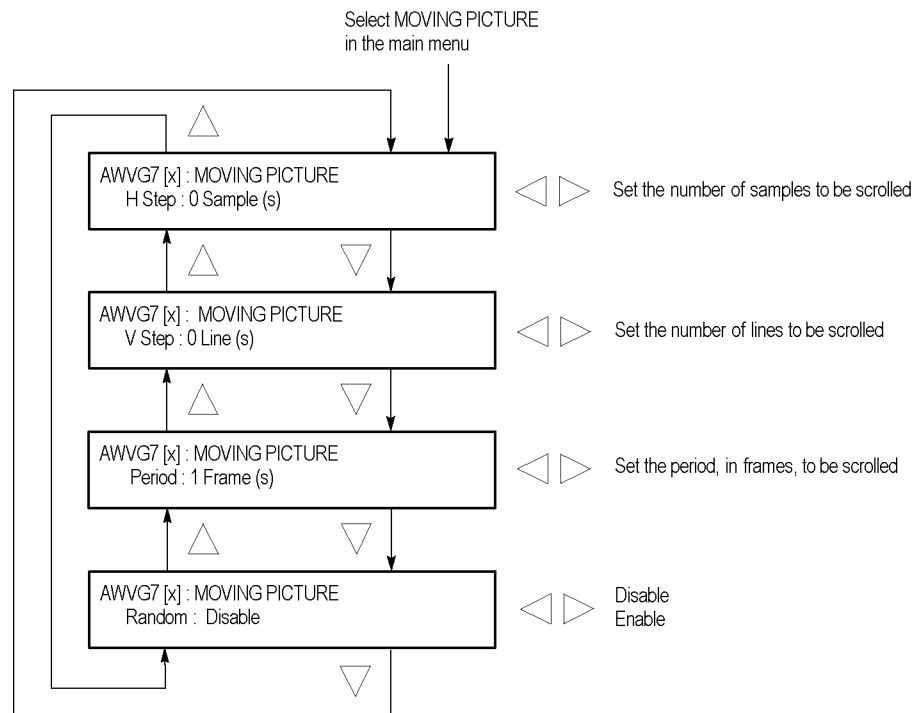 Select MOVING PICTURE
in the main menu
AWVG7 [x] : MOVING PICTURE
H Step : 0 Sample (s)
Set the number of samples to be scrolled
AWVG7 [x] : MOVING PICTURE
V Step : 0 Line (s)
Set the number of lines to be scrolled
AWVG7 [x] : MOVING PICTURE
Period : 1 Frame (s)
Set the period, in frames, to be scrolled
AWVG7 [x] : MOVING PICTURE
Random : Disable
Disable
Enable